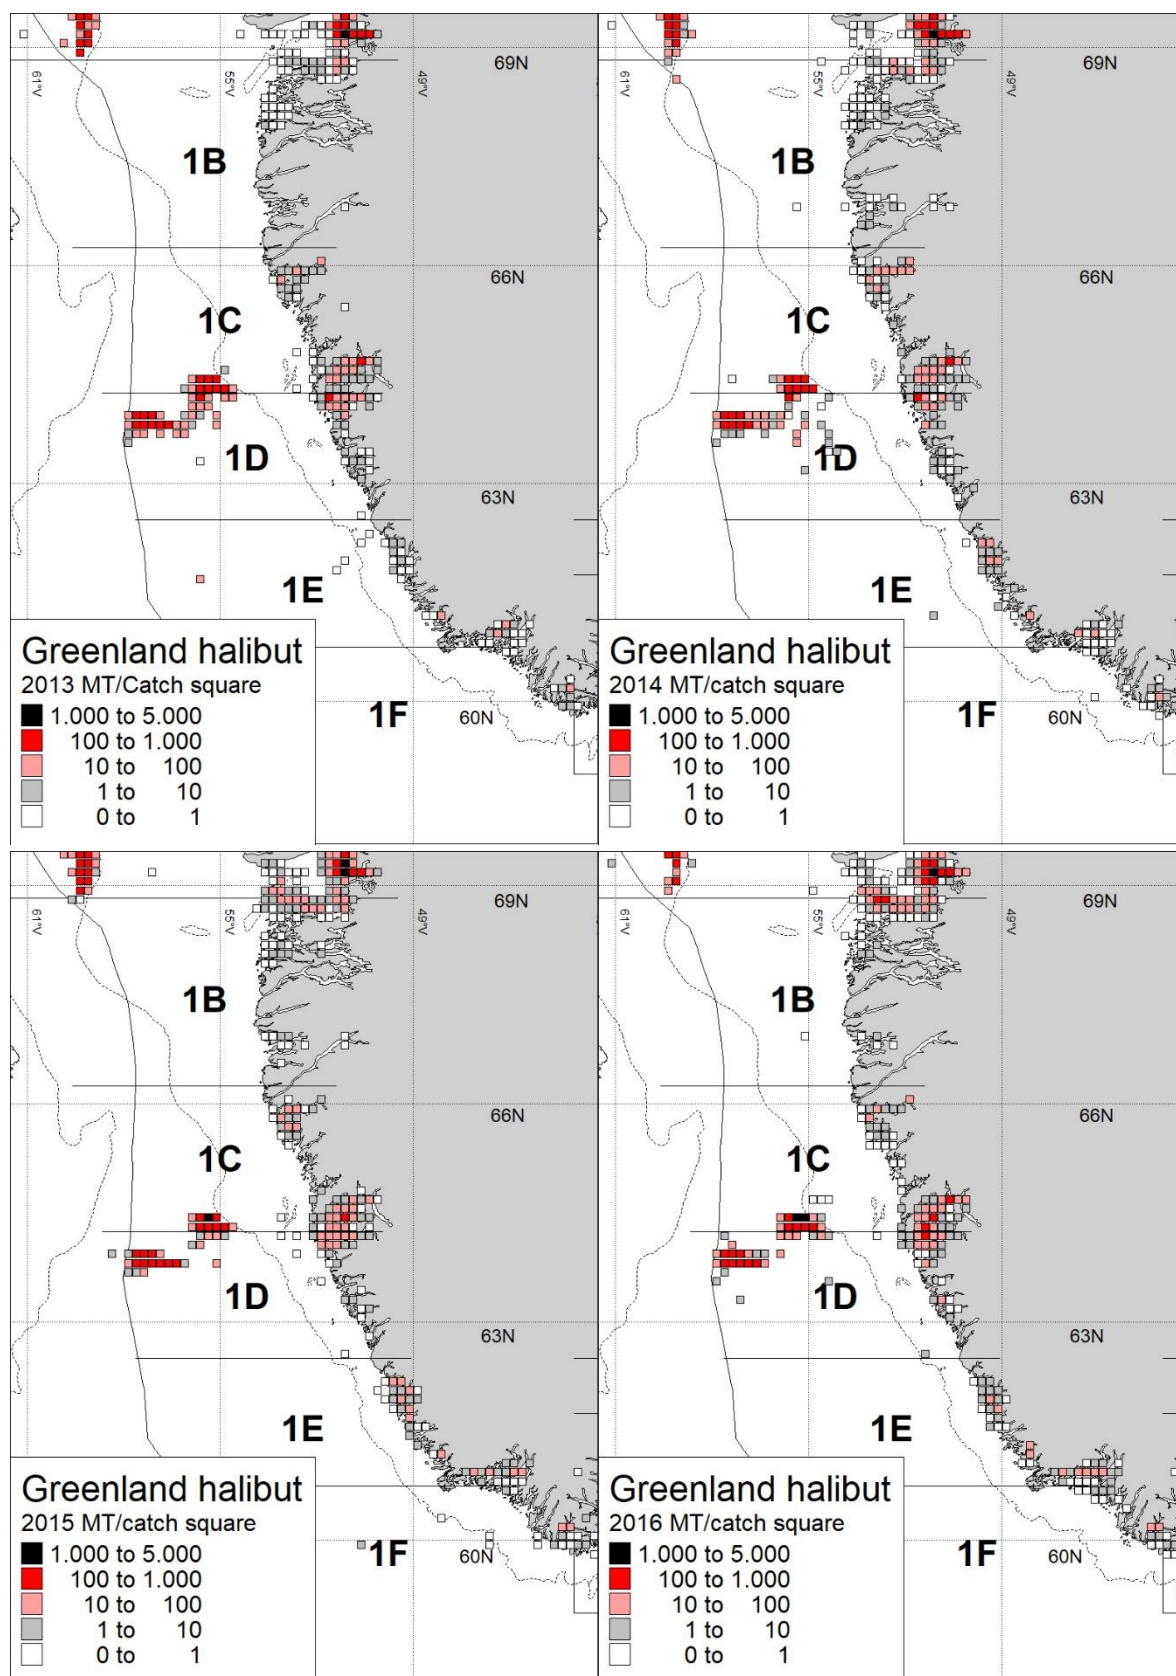 69N
61°V
55°V
49°V
1B
66N
1C
1D
63N
1E
Greenland halibut
2013 MT/Catch square
1.000 to 5.000
100 to 1.000
10 to 100
1 to 10
0 to 1
1F
60N
69N
61°V
55°V
49°V
1B
66N
1C
1D
63N
1E
Greenland halibut
2014 MT/catch square
1.000 to 5.000
100 to 1.000
10 to 100
1 to 10
0 to 1
1F
60N
69N
61°V
55°V
49°V
1B
66N
1C
1D
63N
1E
Greenland halibut
2015 MT/catch square
1.000 to 5.000
100 to 1.000
10 to 100
1 to 10
0 to 1
1F
60N
69N
61°V
55°V
49°V
1B
66N
1C
1D
63N
1E
Greenland halibut
2016 MT/catch square
1.000 to 5.000
100 to 1.000
10 to 100
1 to 10
0 to 1
1F
60N